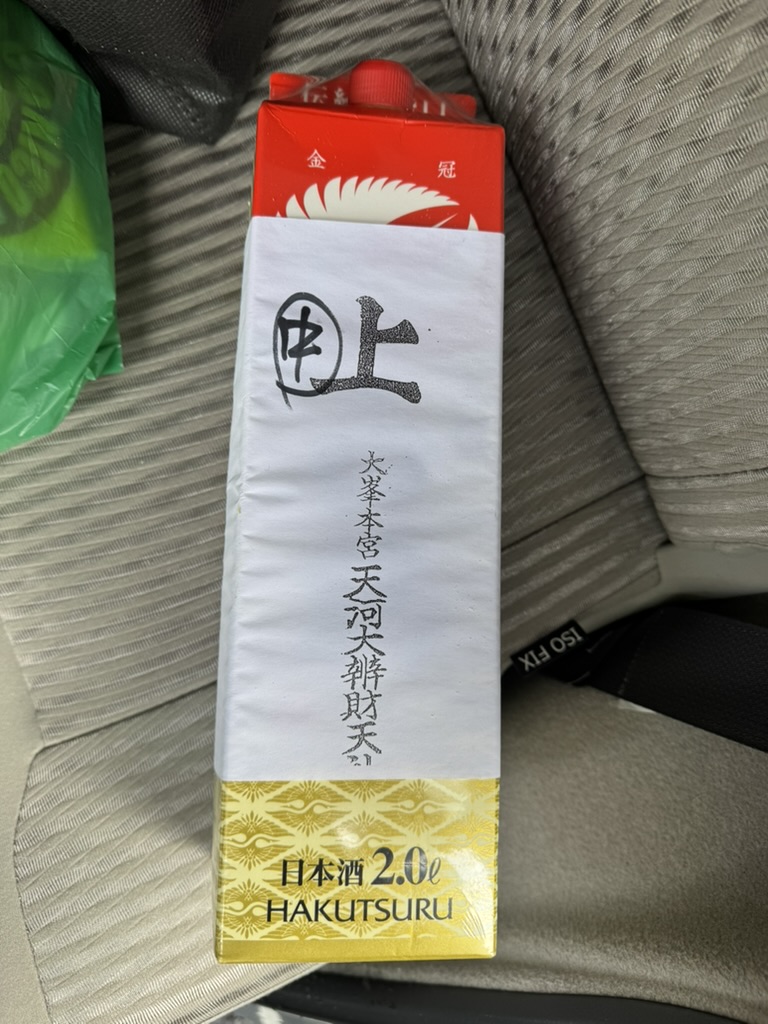 金 冠
中
上
大峯本宮 天河大辨財天
日本酒 2.0ℓ
HAKUTSURU
ISO FIX